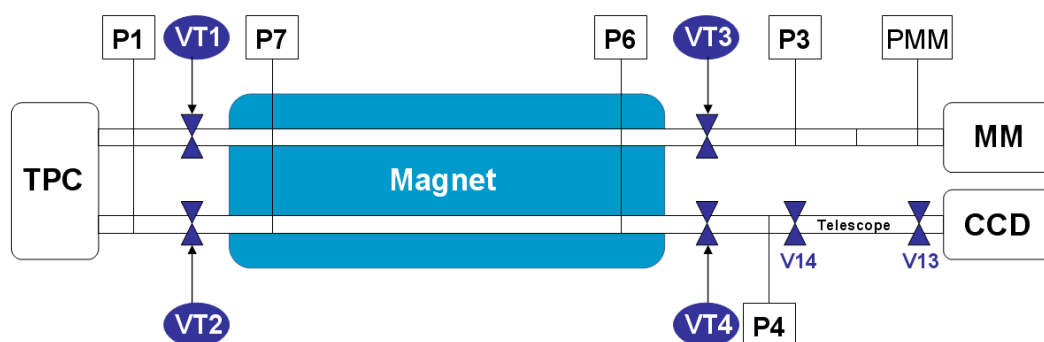 P1
VT1
P7
P6
VT3
P3
PMM
TPC
Magnet
MM
CCD
Telescope
V14
V13
VT2
VT4
P4